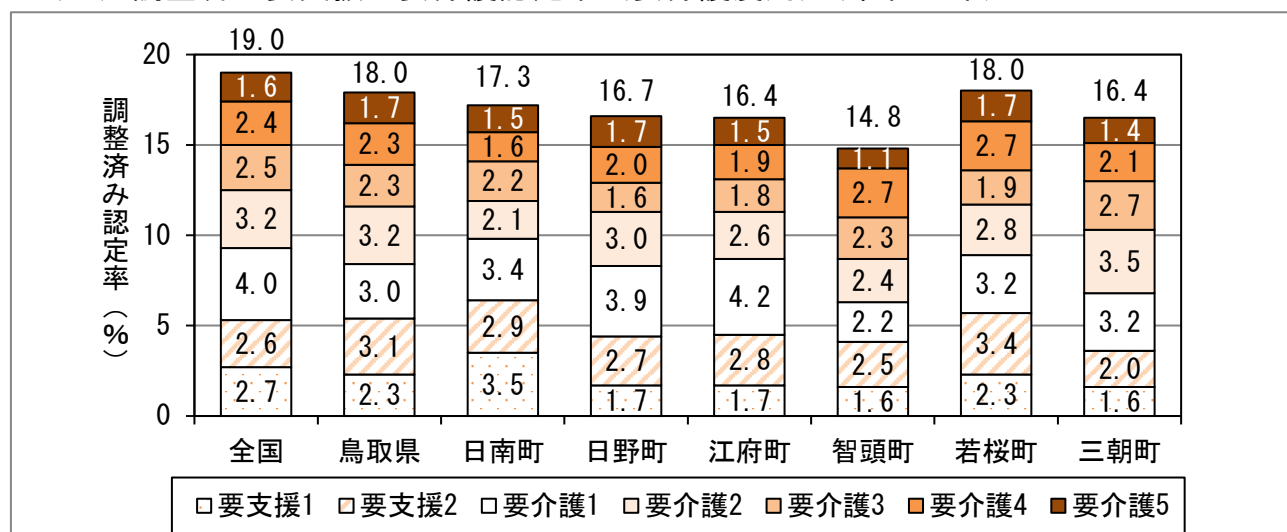 19.0 18.0 17.3 16.7 16.4 14.8 18.0 16.4
調整済み認定率（%）
20
15
10
5
0
1.6 1.7 1.5 1.7 1.5 1.1 1.7 1.4
2.4 2.3 1.6 2.0 1.9 2.7 2.7 2.1
2.5 2.3 2.2 1.6 1.8 2.3 1.9 2.7
3.2 3.2 2.1 3.0 2.6 2.4 2.8 3.5
4.0 3.0 3.4 3.9 4.2 2.2 3.2 3.2
2.6 3.1 2.9 2.7 2.8 2.5 3.4 2.0
2.7 2.3 3.5 1.7 1.7 1.6 2.3 1.6
全国 鳥取県 日南町 日野町 江府町 智頭町 若桜町 三朝町
要支援1 要支援2 要介護1 要介護2 要介護3 要介護4 要介護5